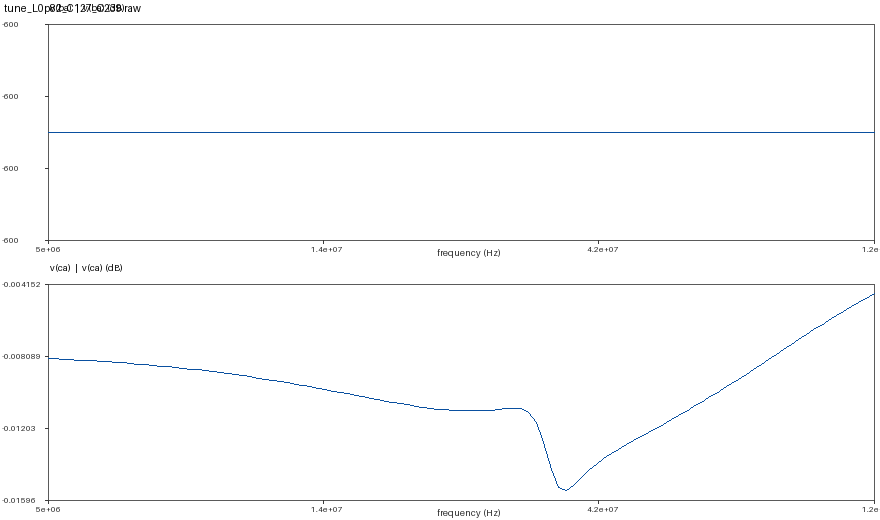 -600
-600
-600
-600
5e+06 1.4e+07 4.2e+07 1.2e
frequency (Hz)
v(ca) | v(ca) (dB)
-0.004152
-0.008089
-0.01203
-0.01596
5e+06 1.4e+07 4.2e+07 1.2e
frequency (Hz)